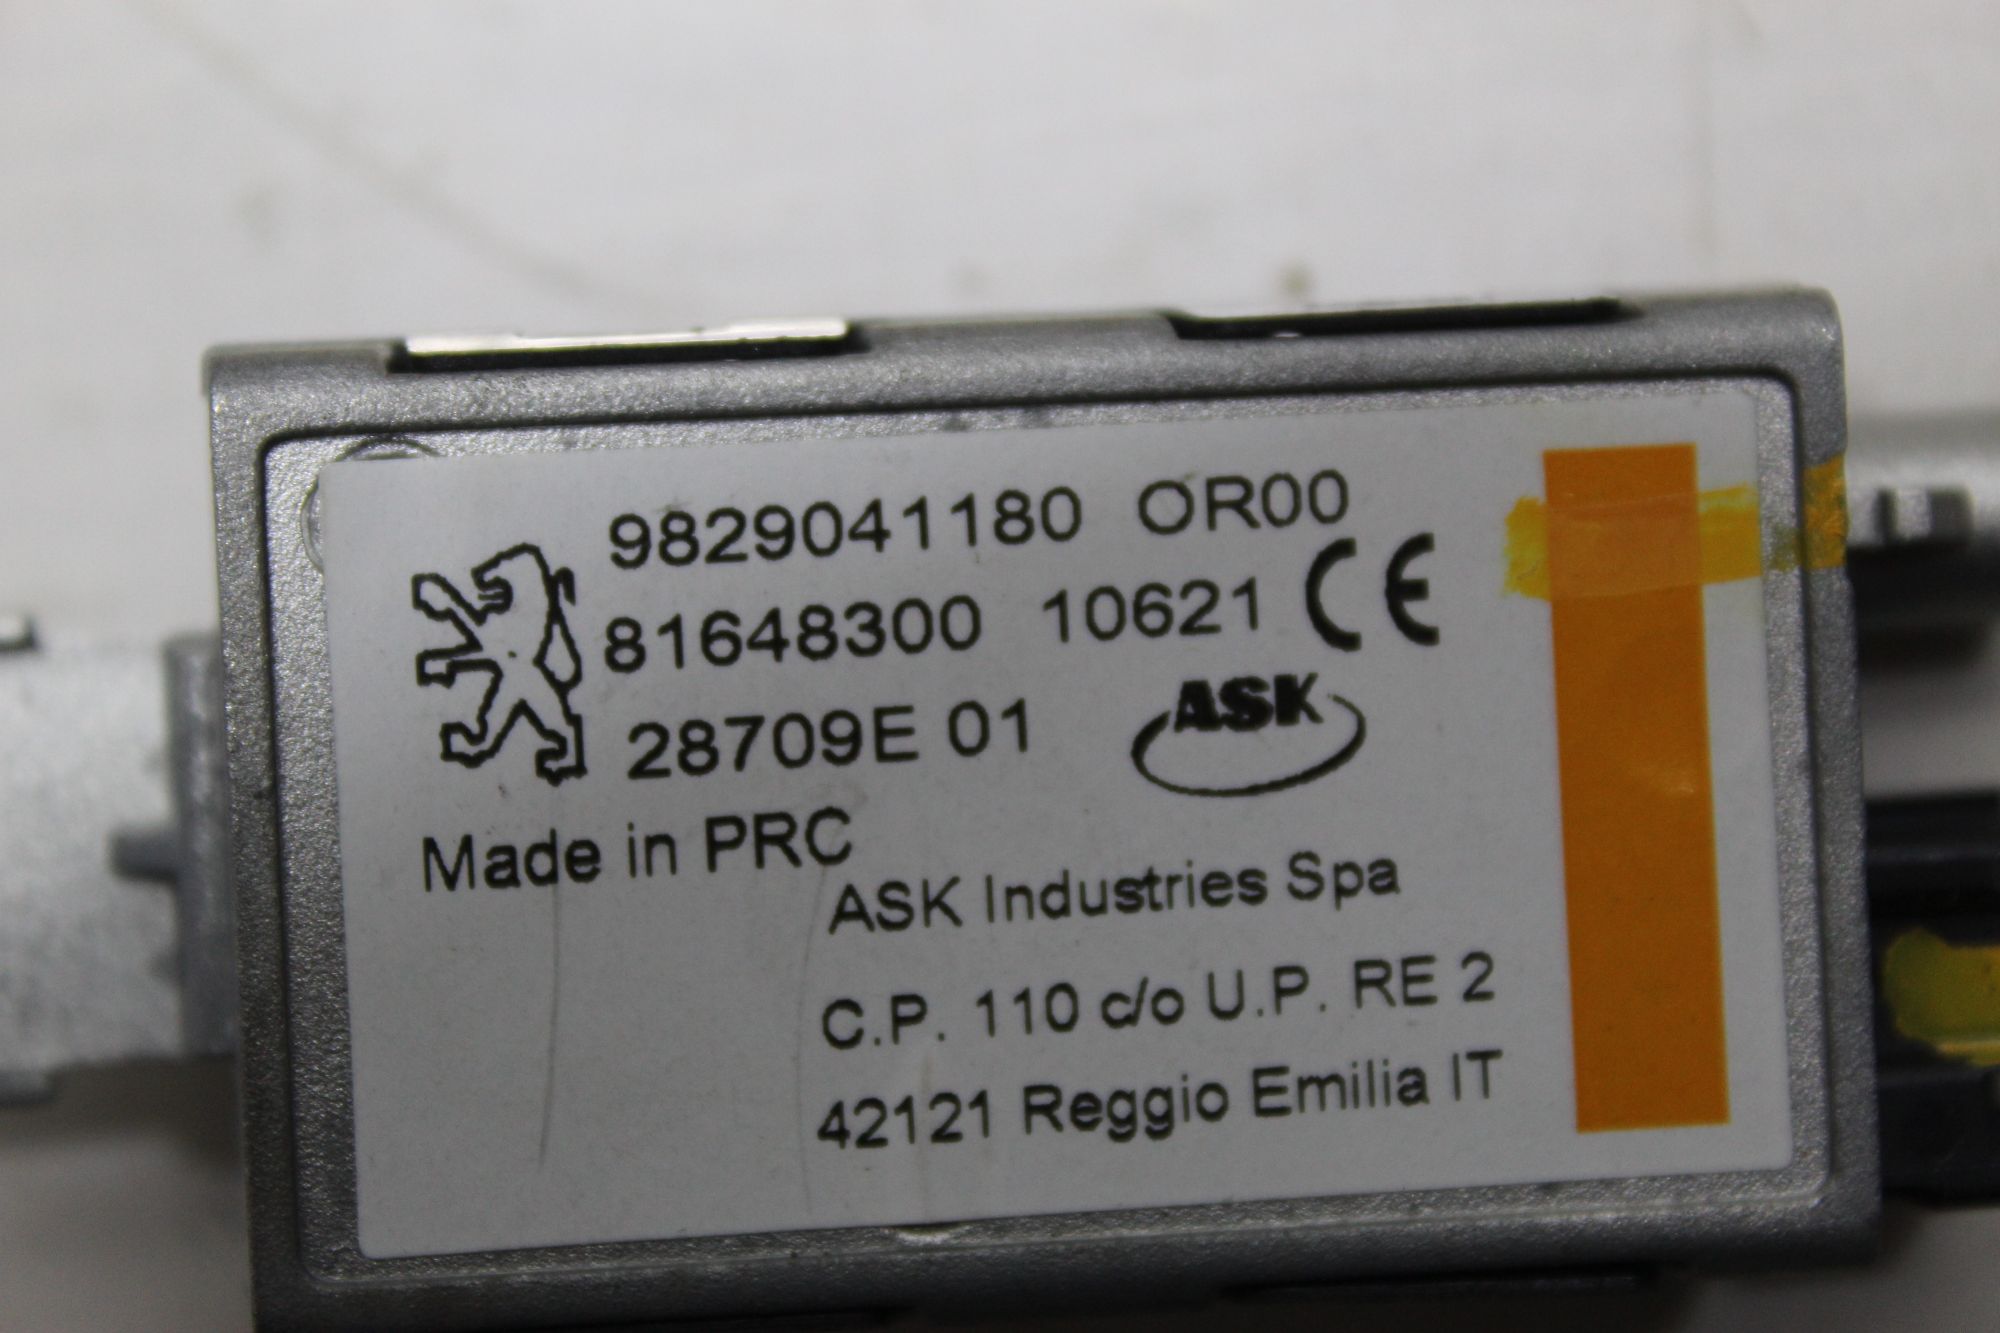 9829041180 OR00
81648300 10621 CE
28709E 01 ASK
Made in PRC
ASK Industries Spa
C.P. 110 c/o U.P. RE 2
42121 Reggio Emilia IT